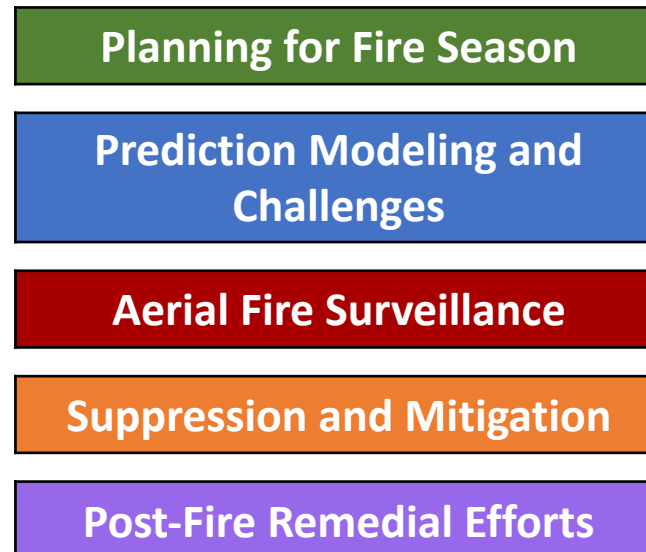 Planning for Fire Season
Prediction Modeling and
Challenges
Aerial Fire Surveillance
Suppression and Mitigation
Post-Fire Remedial Efforts